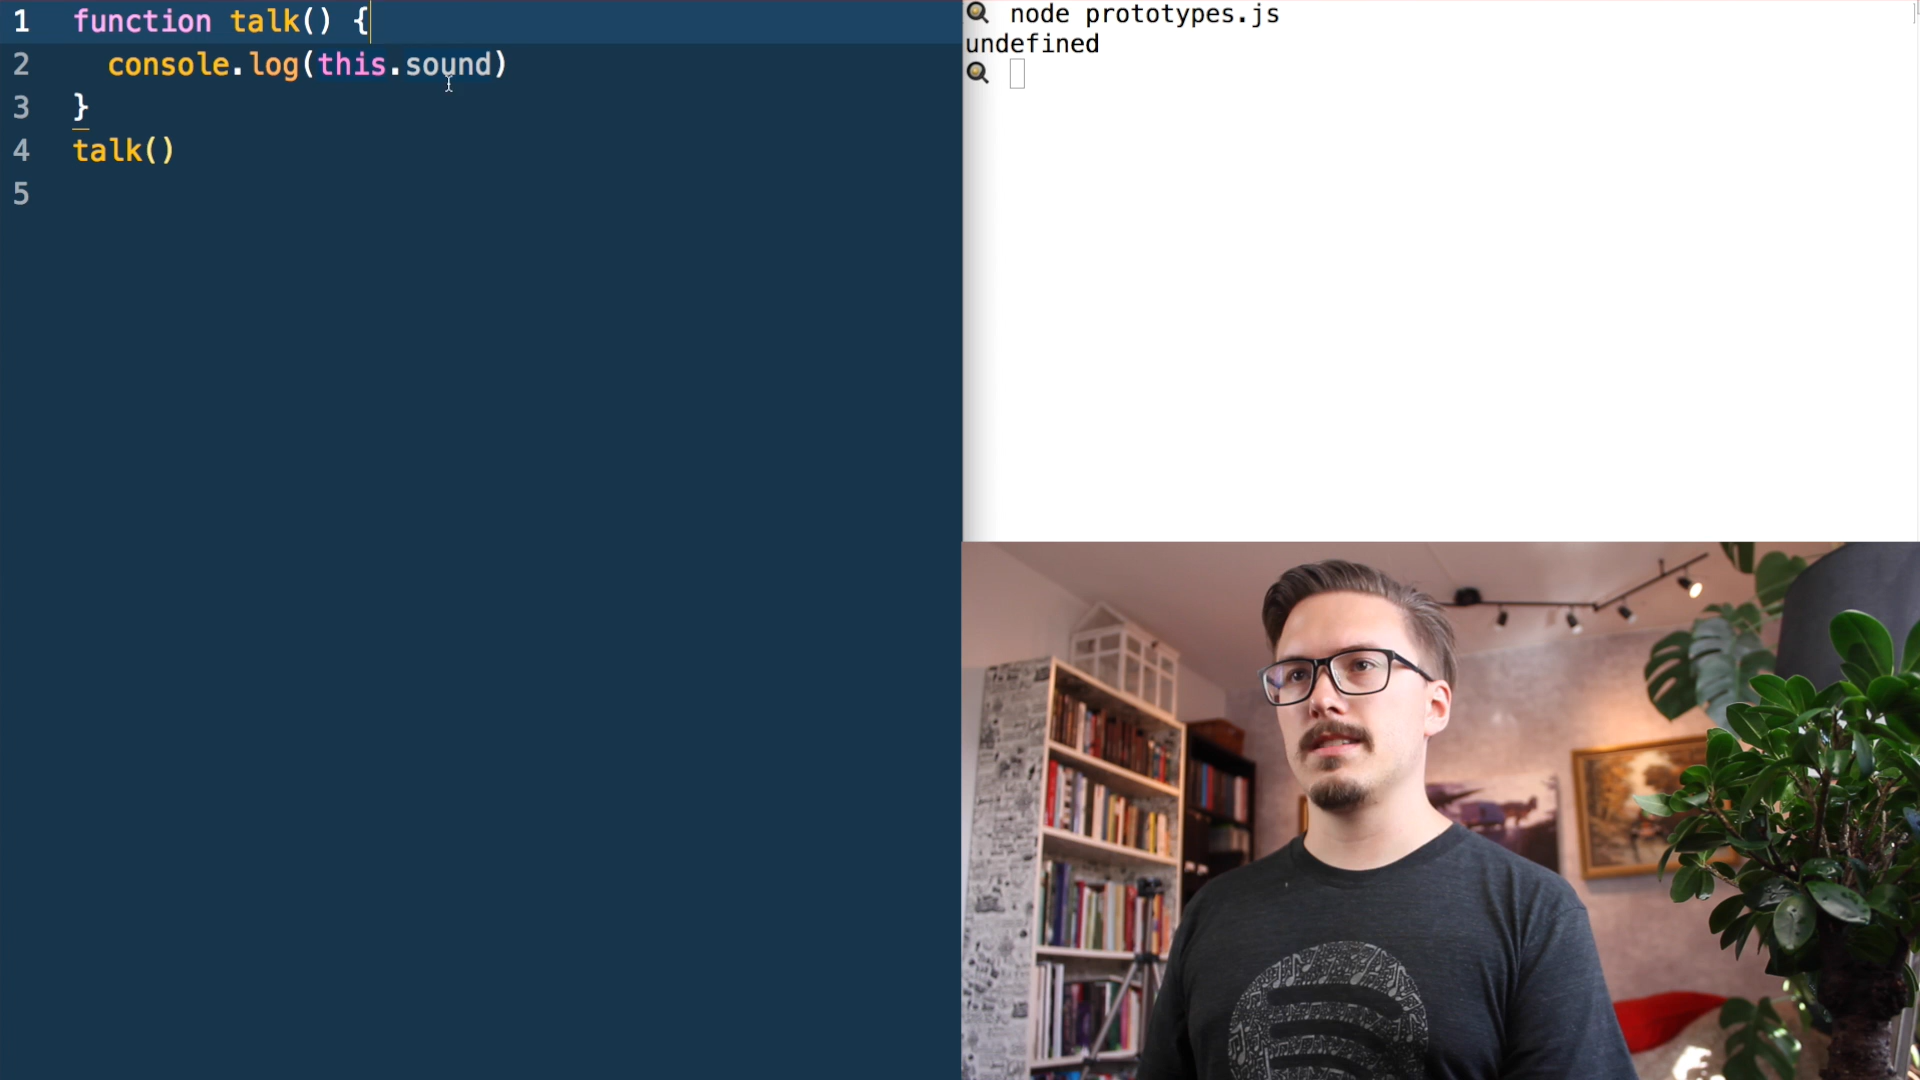 1 function talk() {
2 console.log(this.sound)
3 }
4 talk()
5
node prototypes.js
undefined